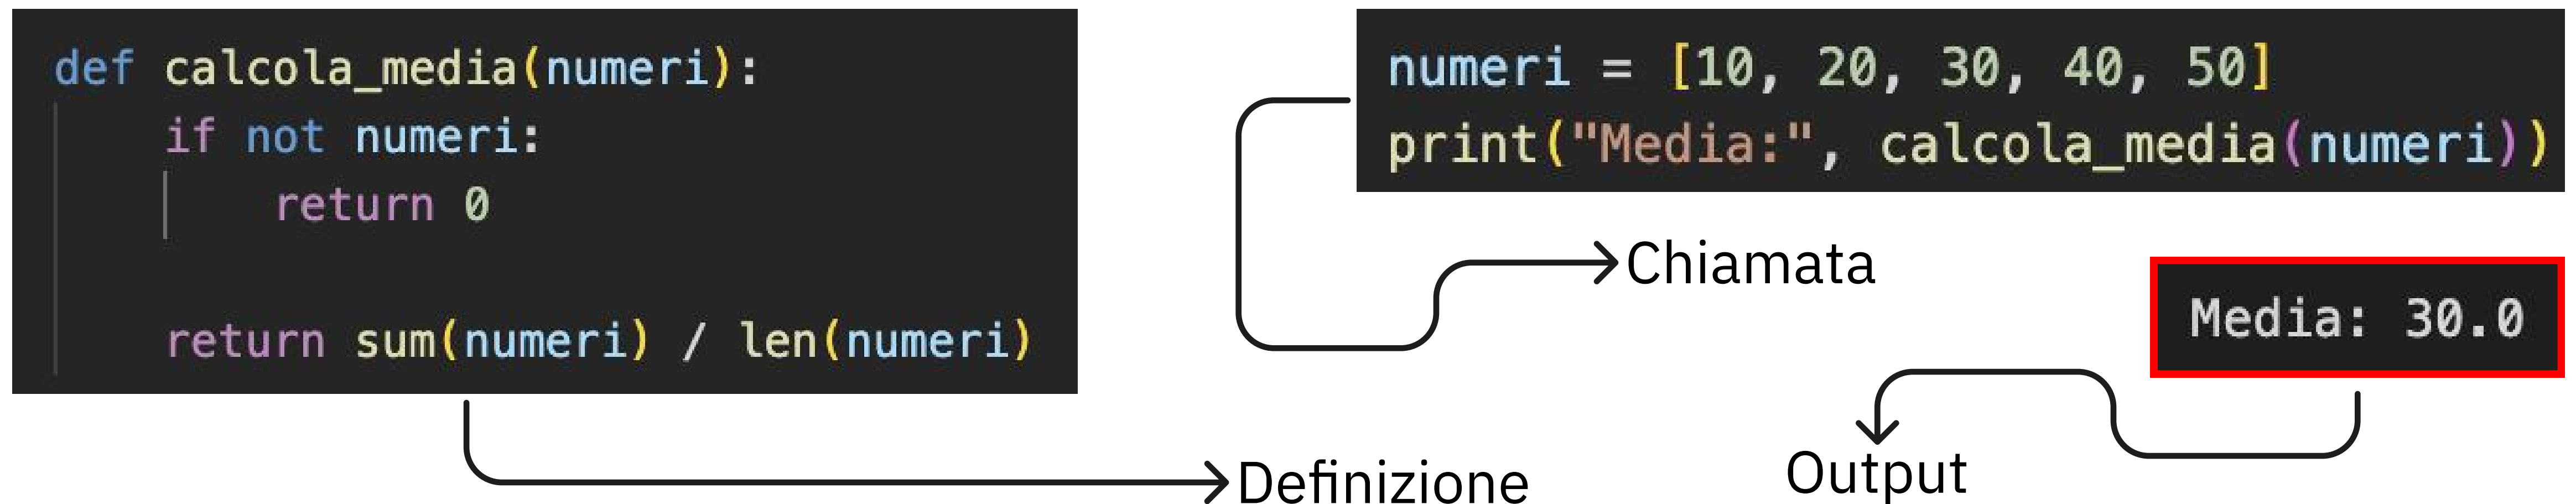 def calcola_media(numeri):
    if not numeri:
        return 0
    return sum(numeri) / len(numeri)
Definizione
numeri = [10, 20, 30, 40, 50]
print("Media:", calcola_media(numeri))
Chiamata
Media: 30.0
Output